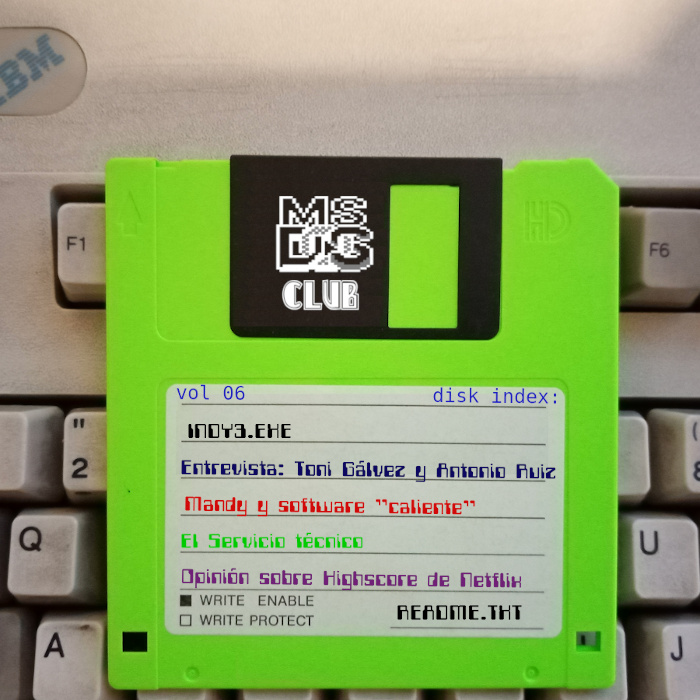 IBM
F1
F6
HD
MS
DOS
CLUB
vol 06 disk index:
INDY3.EXE
Entrevista: Toni Gálvez y Antonio Ruiz
Mandy y software "caliente"
El Servicio técnico
Opinión sobre Highscore de Netflix
WRITE ENABLE
WRITE PROTECT
README.TXT
"
2
8
Q
U
A
J